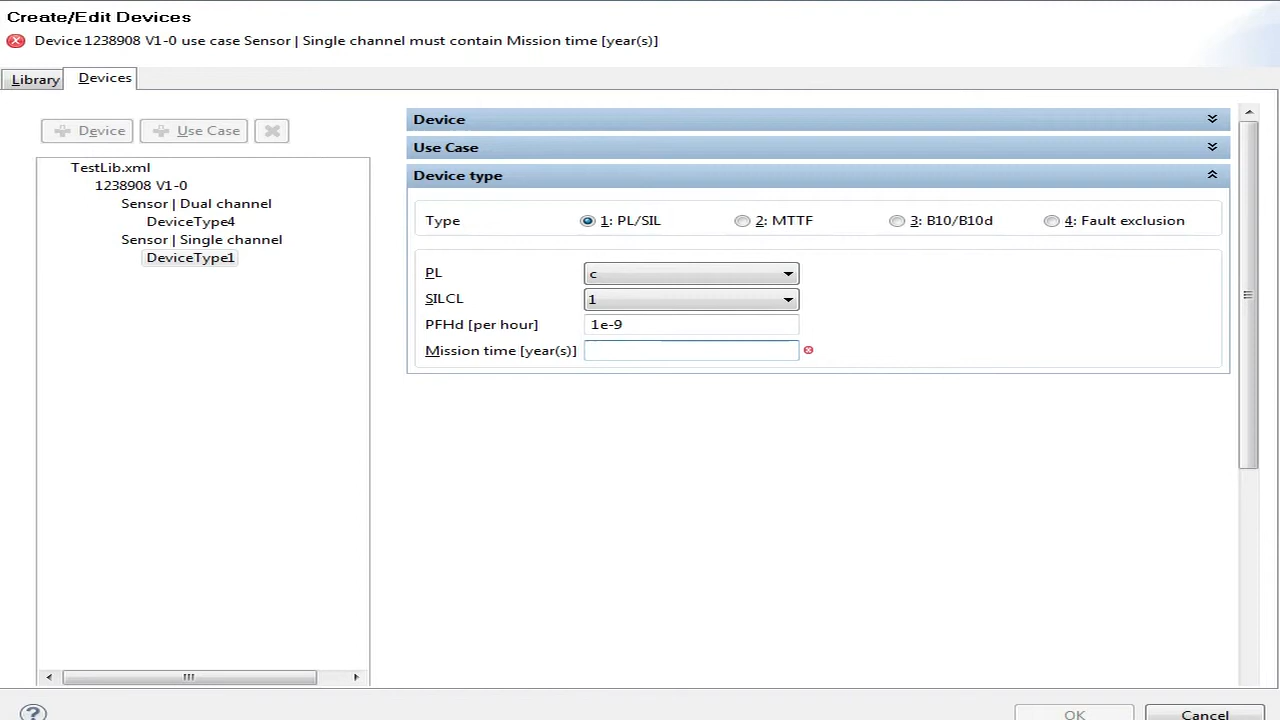 Create/Edit Devices
Device 1238908 V1-0 use case Sensor | Single channel must contain Mission time [year(s)]
Library
Devices
Device
Use Case
TestLib.xml
1238908 V1-0
Sensor | Dual channel
DeviceType4
Sensor | Single channel
DeviceType1
Device
Use Case
Device type
Type
1: PL/SIL
2: MTTF
3: B10/B10d
4: Fault exclusion
PL
c
SILCL
1
PFHd [per hour]
1e-9
Mission time [year(s)]
?
OK
Cancel